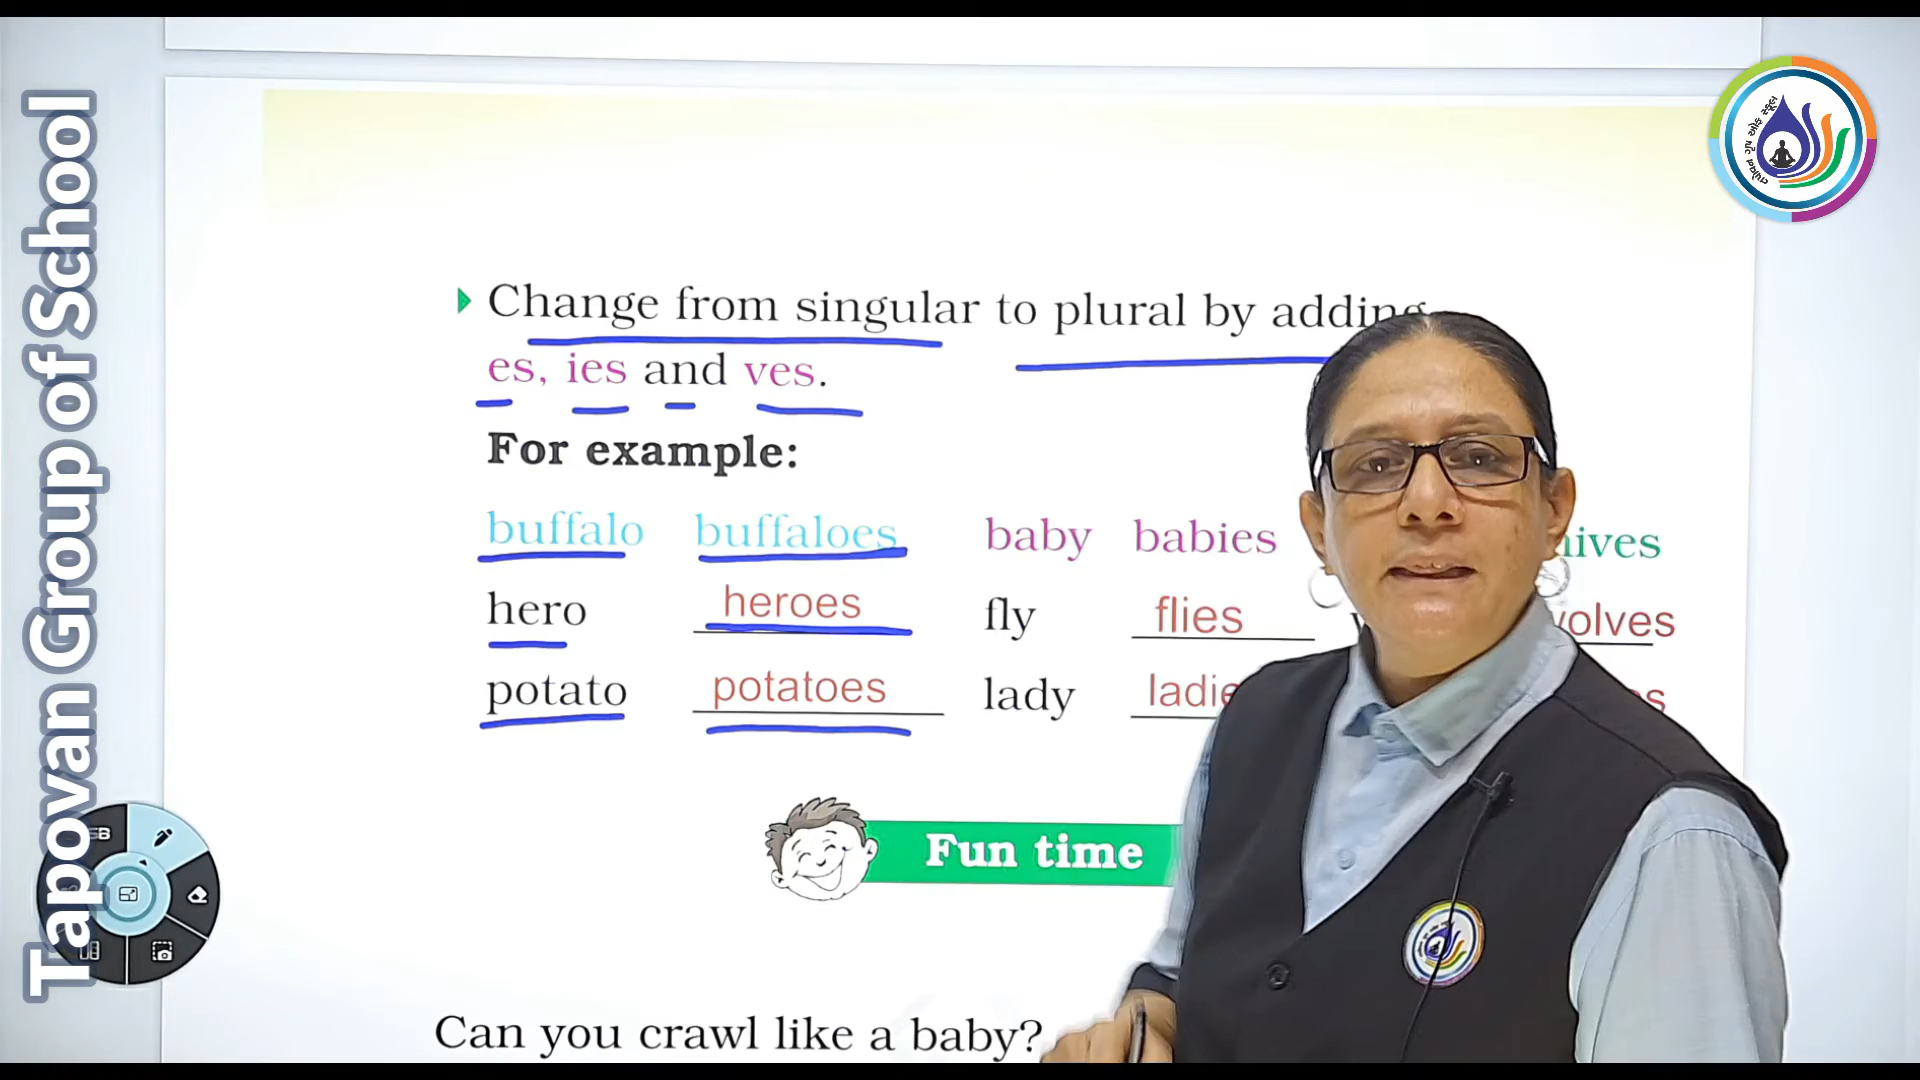 Tapovan Group of School
Change from singular to plural by adding
es, ies and ves.
For example:
buffalo buffaloes baby babies
hero heroes fly flies
potato potatoes lady
Fun time
Can you crawl like a baby?